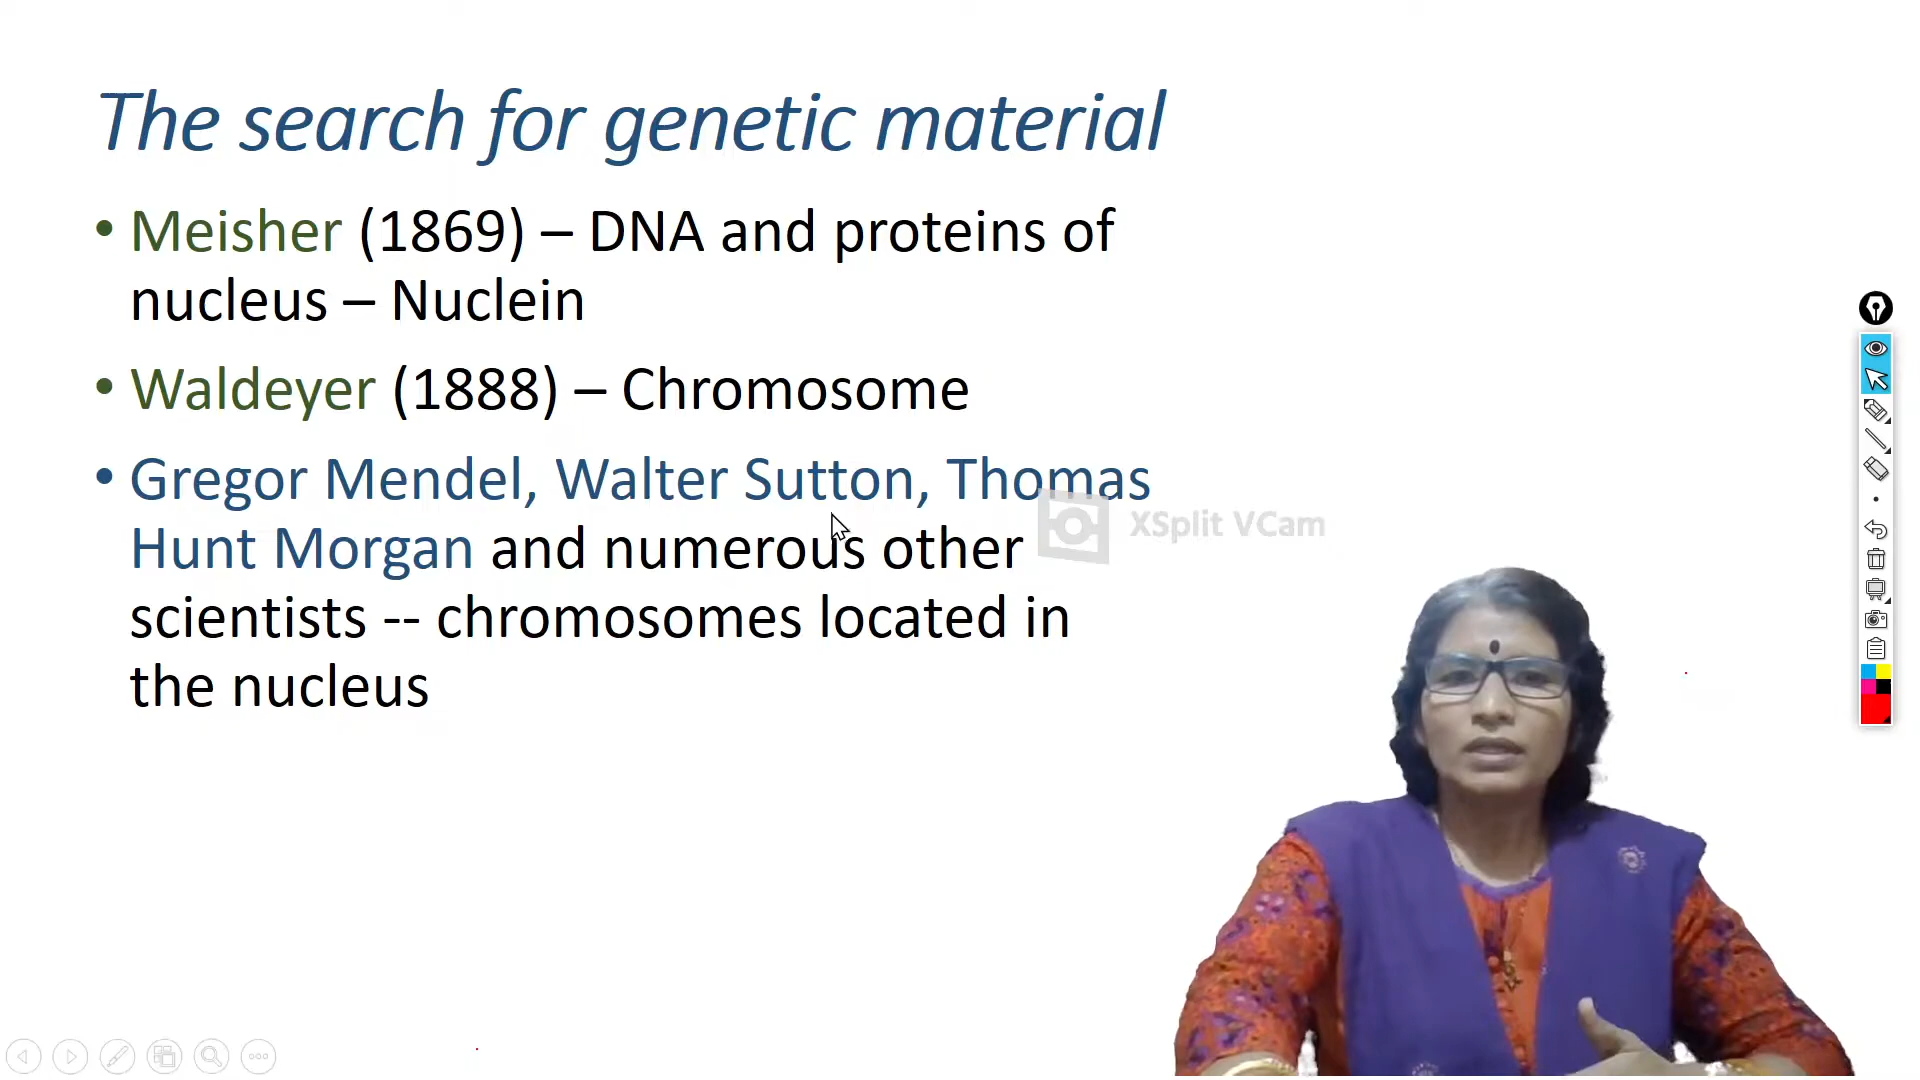 The search for genetic material
• Meisher (1869) – DNA and proteins of
nucleus – Nuclein
• Waldeyer (1888) – Chromosome
• Gregor Mendel, Walter Sutton, Thomas
Hunt Morgan and numerous other
scientists -- chromosomes located in
the nucleus
XSplit VCam